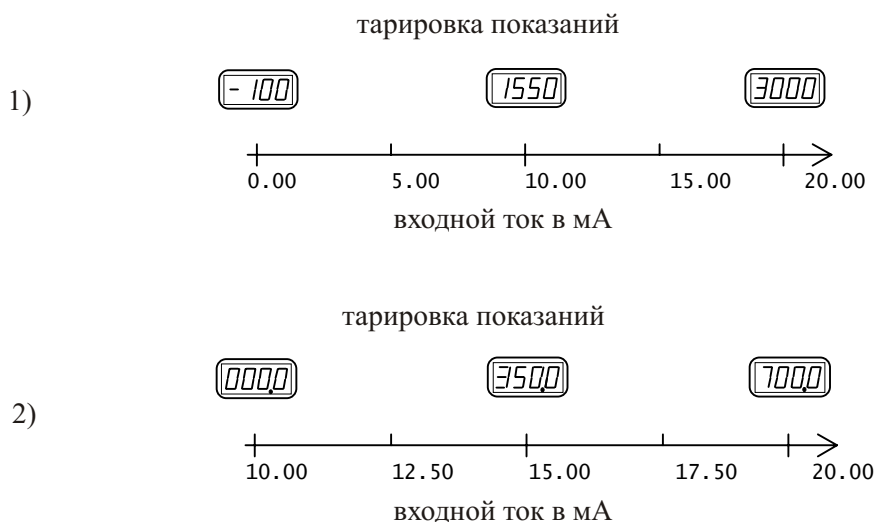 тарировка показаний
1)
- 100 1550 3000
0.00 5.00 10.00 15.00 20.00
входной ток в мА
тарировка показаний
2)
000.0 350.0 700.0
10.00 12.50 15.00 17.50 20.00
входной ток в мА